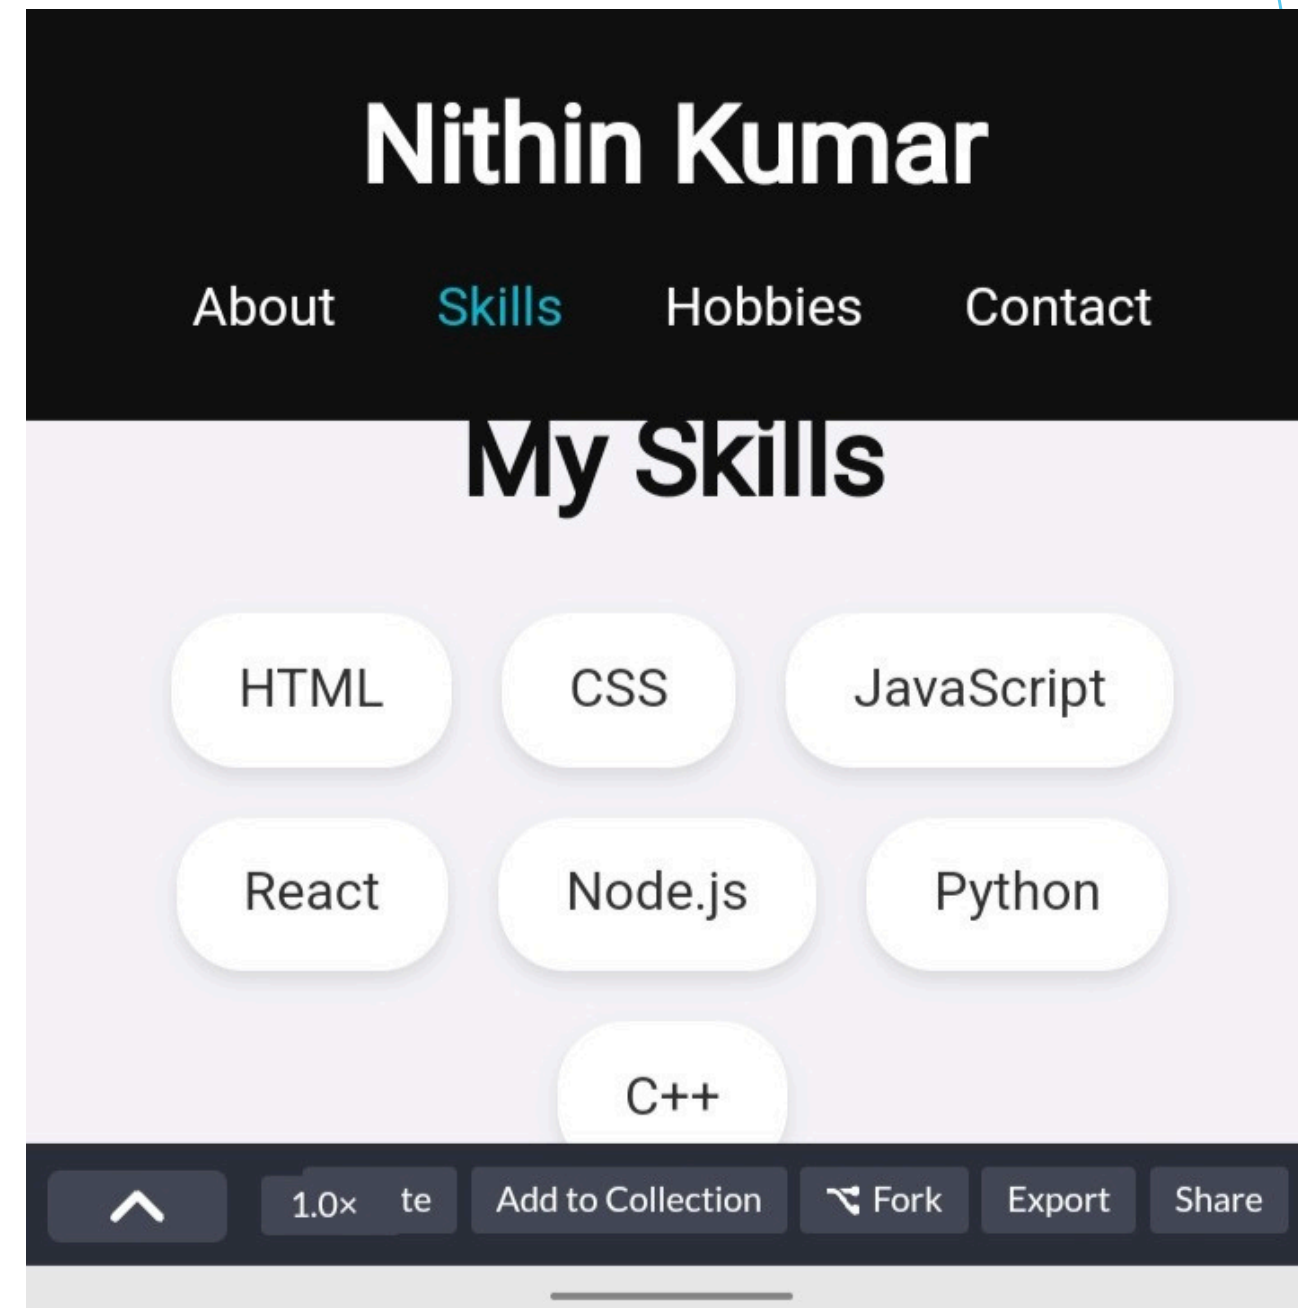 Nithin Kumar
About Skills Hobbies Contact
My Skills
HTML CSS JavaScript
React Node.js Python
C++
1.0× te Add to Collection Fork Export Share